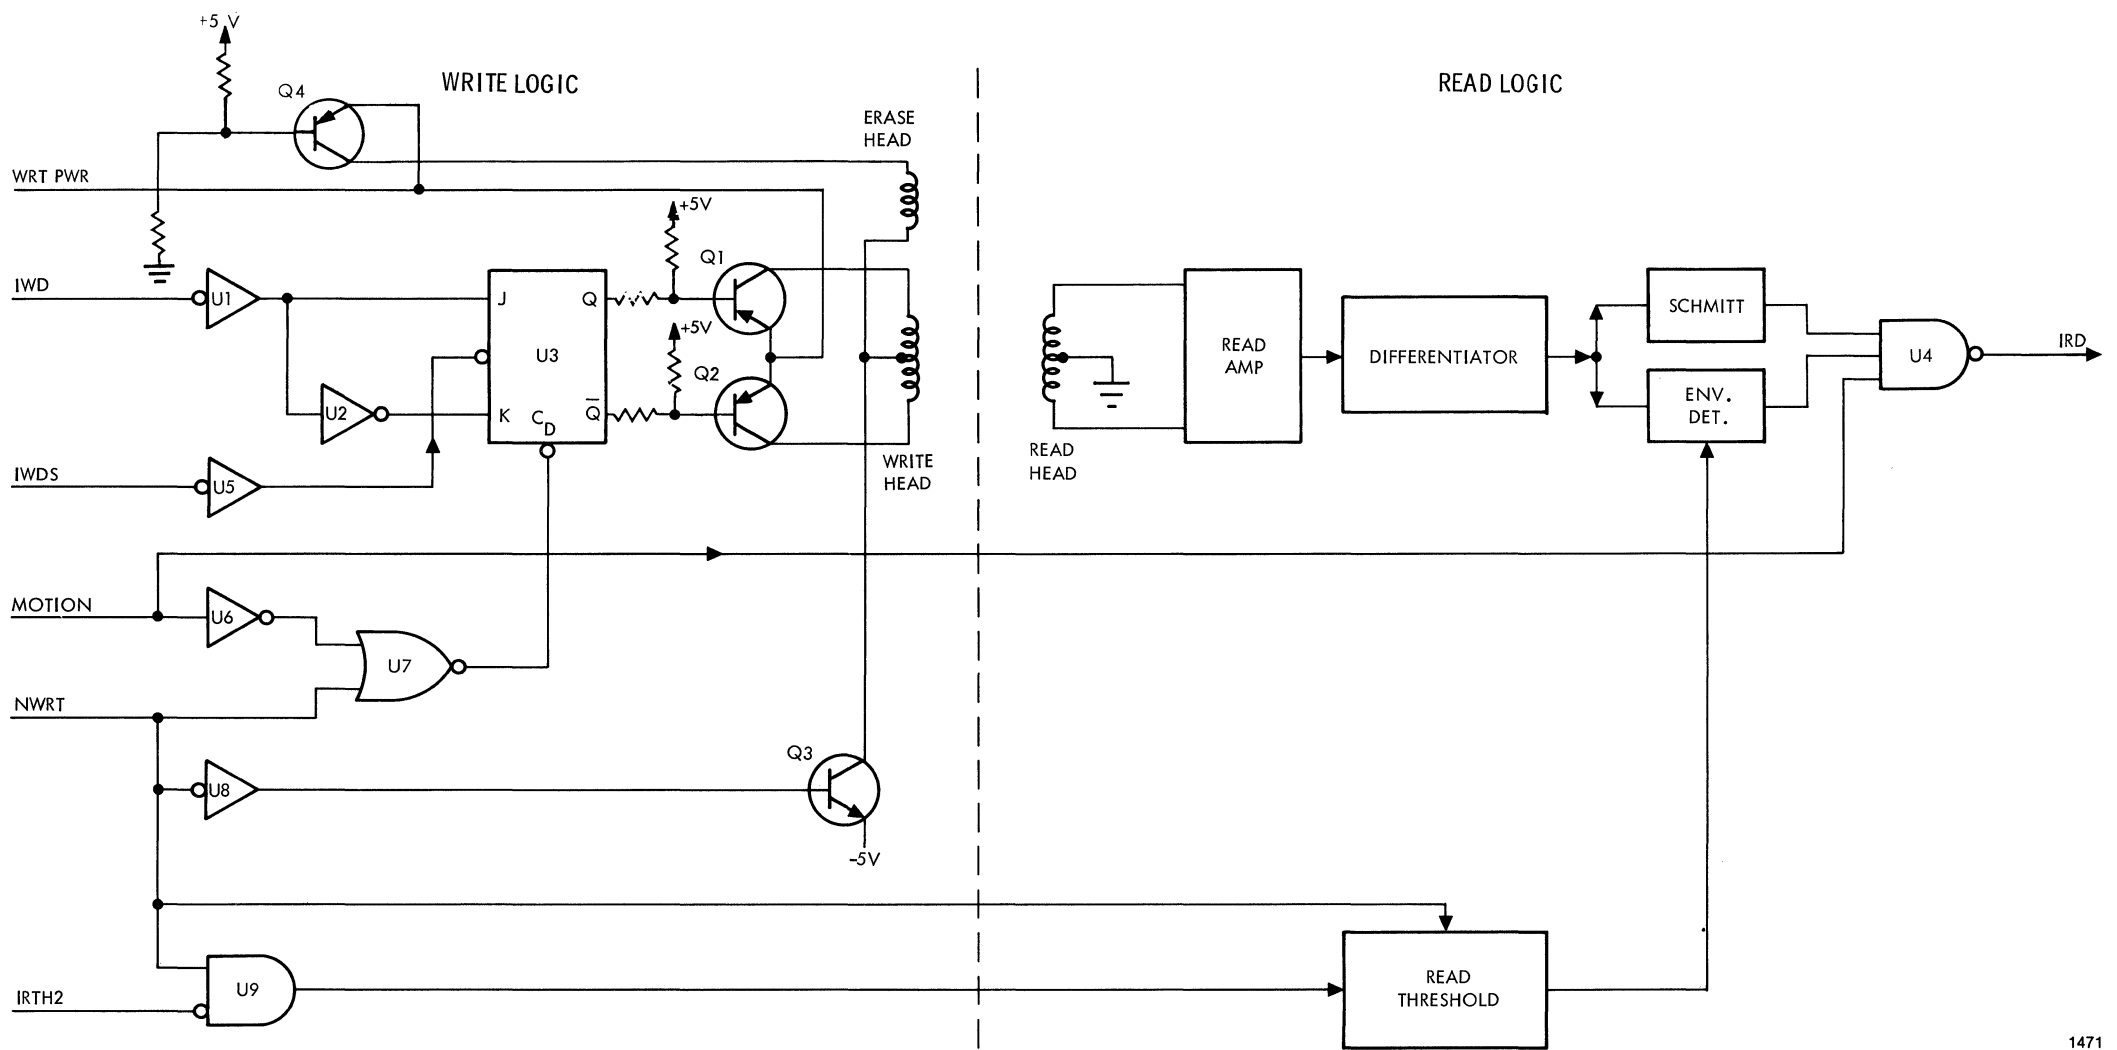 +5 V
Q4
WRITE LOGIC
READ LOGIC
ERASE
HEAD
WRT PWR
+5V
Q1
IWD
U1
J
Q
U3
+5V
Q2
U2
K
C
D
Q̅
IWDS
U5
WRITE
HEAD
READ
HEAD
READ
AMP
DIFFERENTIATOR
SCHMITT
ENV.
DET.
U4
IRD
MOTION
U6
U7
NWRT
U8
Q3
-5V
IRTH2
U9
READ
THRESHOLD
1471